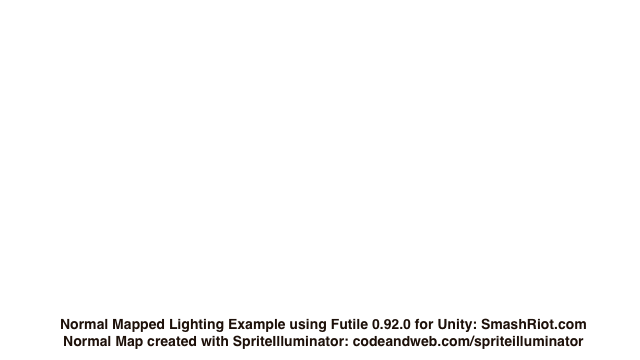 Normal Mapped Lighting Example using Futile 0.92.0 for Unity: SmashRiot.com
Normal Map created with SpriteIlluminator: codeandweb.com/spriteilluminator